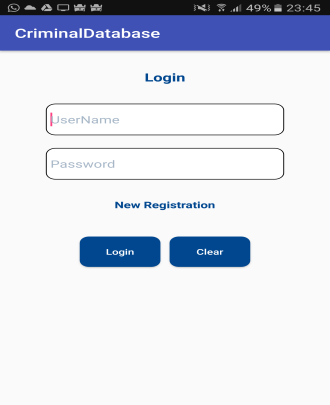 49% 23:45
CriminalDatabase
Login
UserName
Password
New Registration
Login Clear